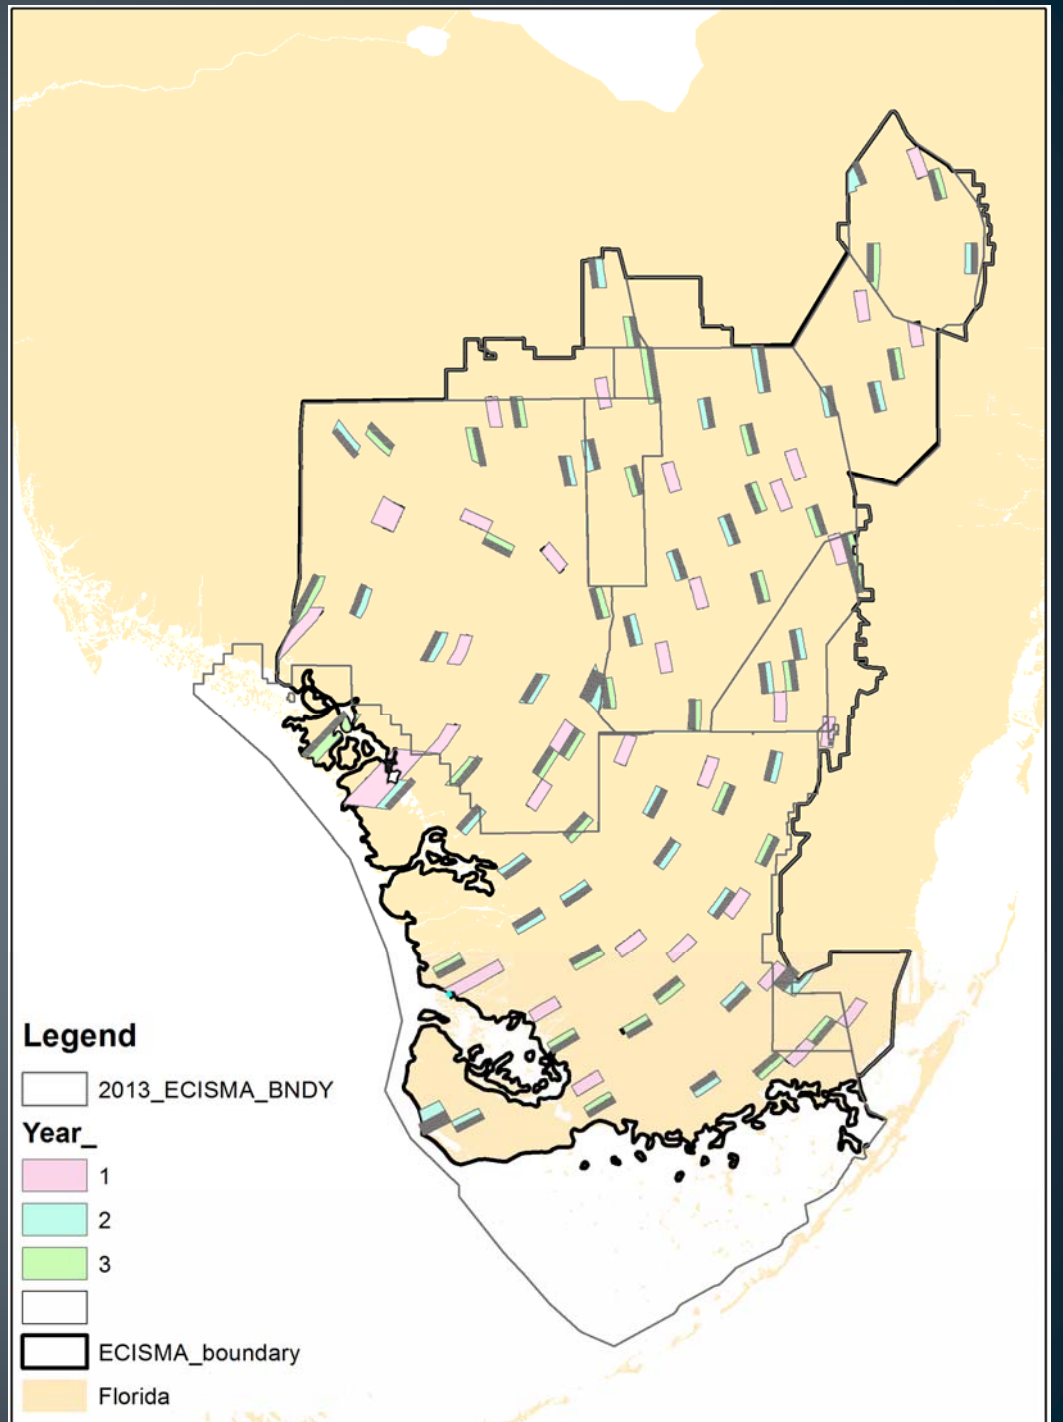 Legend
2013_ECISMA_BNDY
Year_
1
2
3
ECISMA_boundary
Florida